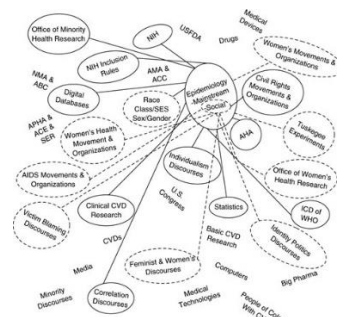 Office of Minority
Health Research
NIH
USFDA
Medical
Devices
Drugs
Women's Movements &
Organizations
NIH Inclusion
Rules
AMA &
ACC
NMA &
ABC
Digital
Databases
Epidemiology
-Mainstream
-Social
Civil Rights
Movements &
Organizations
Race
Class/SES
Sex/Gender
APHA &
ACE &
SER
Women's Health
Movement &
Organizations
AHA
Tuskegee
Experiments
AIDS Movements &
Organizations
Individualism
Discourses
Office of Women's
Health Research
U.S.
Congress
Clinical CVD
Research
Statistics
ICD of
WHO
Victim Blaming
Discourses
CVDs
Basic CVD
Research
Identity Politics
Discourses
Media
Feminist & Women's
Discourses
Computers
Big Pharma
Minority
Discourses
Correlation
Discourses
Medical
Technologies
People of Col
With C